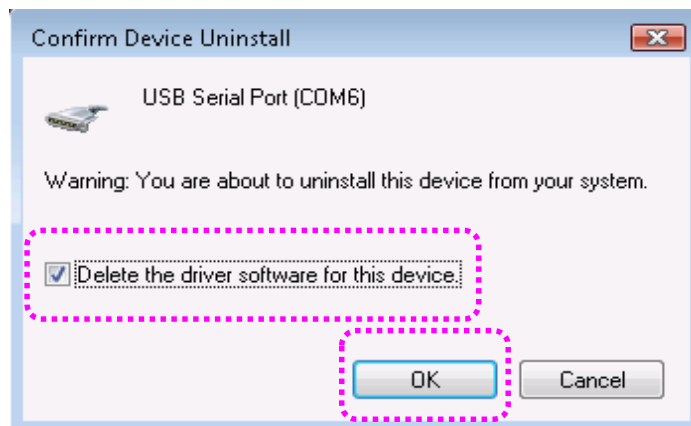 Confirm Device Uninstall
USB Serial Port (COM6)
Warning: You are about to uninstall this device from your system.
Delete the driver software for this device.
OK
Cancel